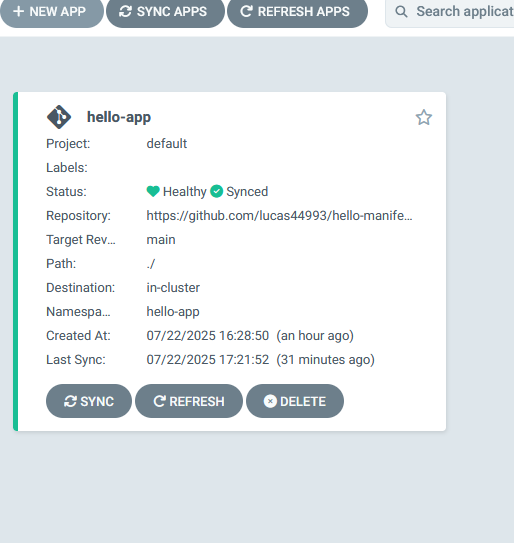 NEW APP SYNC APPS REFRESH APPS Search applicat
hello-app
Project: default
Labels:
Status: Healthy Synced
Repository: https://github.com/lucas44993/hello-manife...
Target Rev... main
Path: ./
Destination: in-cluster
Namespa... hello-app
Created At: 07/22/2025 16:28:50 (an hour ago)
Last Sync: 07/22/2025 17:21:52 (31 minutes ago)
SYNC REFRESH DELETE